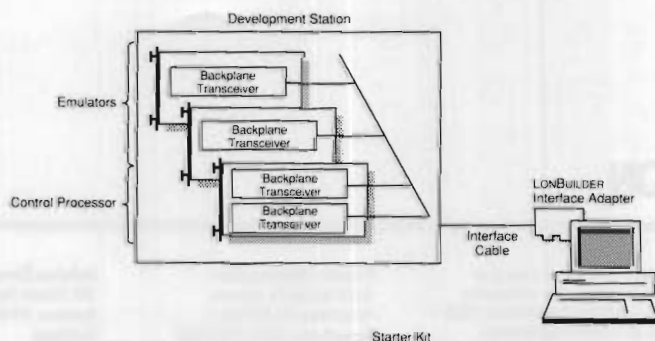 Development Station
Backplane
Transceiver
Emulators
Backplane
Transceiver
Control Processor
Backplane
Transceiver
Backplane
Transceiver
LONBUILDER
Interface Adapter
Interface
Cable
Starter Kit